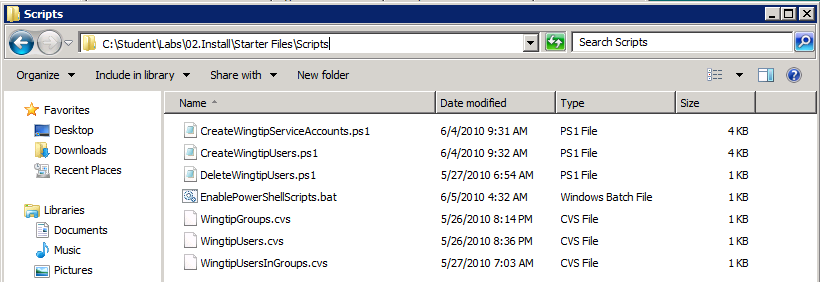 Scripts
C:\Student\Labs\02.Install\Starter Files\Scripts
Search Scripts
Organize Include in library Share with New folder
Favorites
Desktop
Downloads
Recent Places
Libraries
Documents
Music
Pictures
Name Date modified Type Size
CreateWingtipServiceAccounts.ps1 6/4/2010 9:31 AM PS1 File 4 KB
CreateWingtipUsers.ps1 6/4/2010 9:32 AM PS1 File 4 KB
DeleteWingtipUsers.ps1 5/27/2010 6:54 AM PS1 File 1 KB
EnablePowerShellScripts.bat 6/5/2010 4:32 AM Windows Batch File 1 KB
WingtipGroups.cvs 5/26/2010 8:14 PM CVS File 1 KB
WingtipUsers.cvs 5/26/2010 8:36 PM CVS File 1 KB
WingtipUsersInGroups.cvs 5/27/2010 7:03 AM CVS File 1 KB